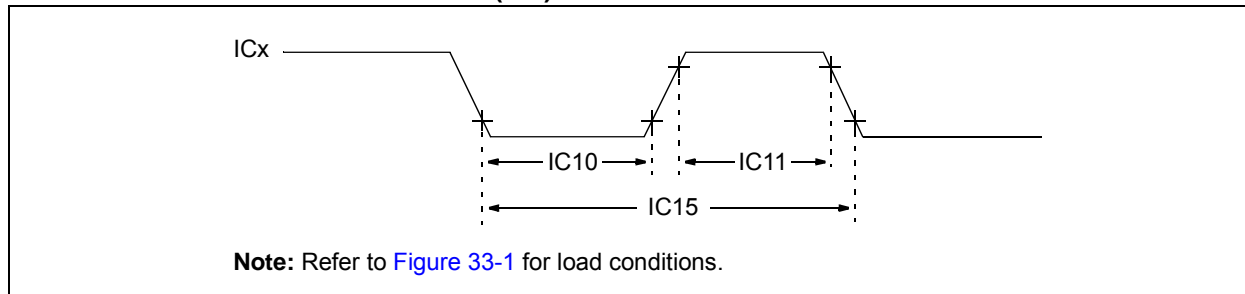 ICx
IC10
IC11
IC15
Note: Refer to Figure 33-1 for load conditions.